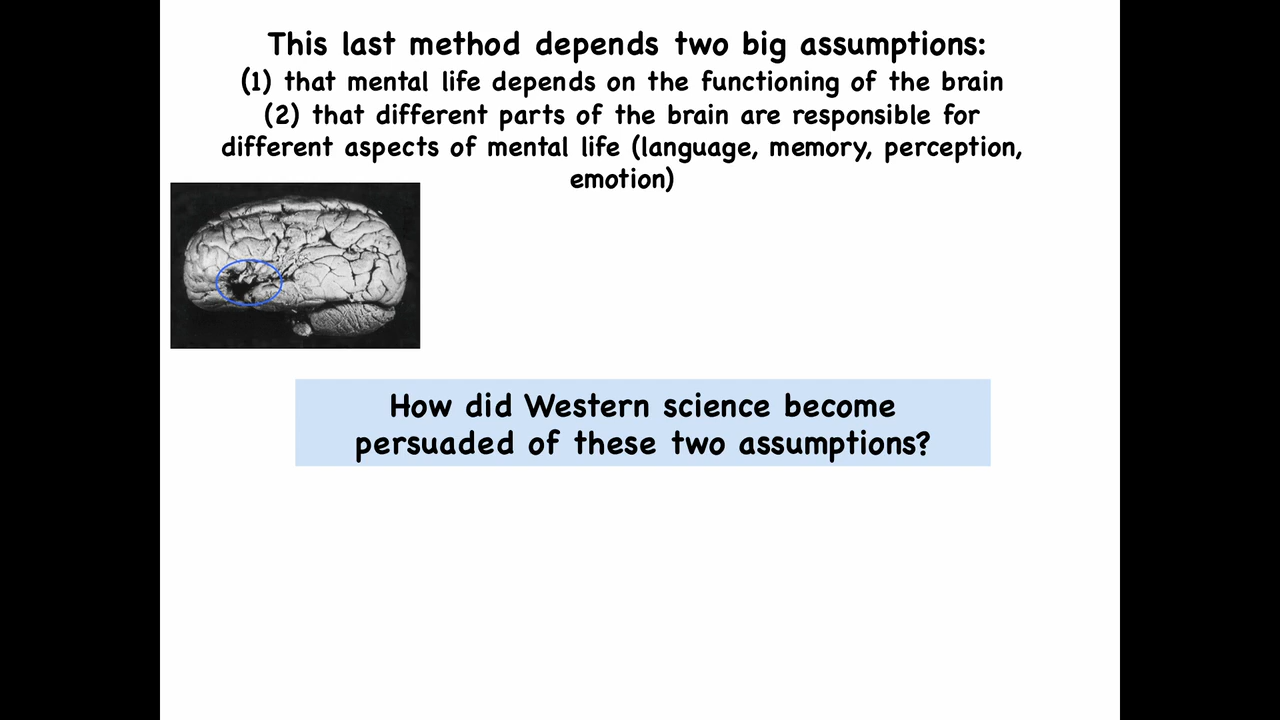 This last method depends two big assumptions:
(1) that mental life depends on the functioning of the brain
(2) that different parts of the brain are responsible for
different aspects of mental life (language, memory, perception,
emotion)
How did Western science become
persuaded of these two assumptions?